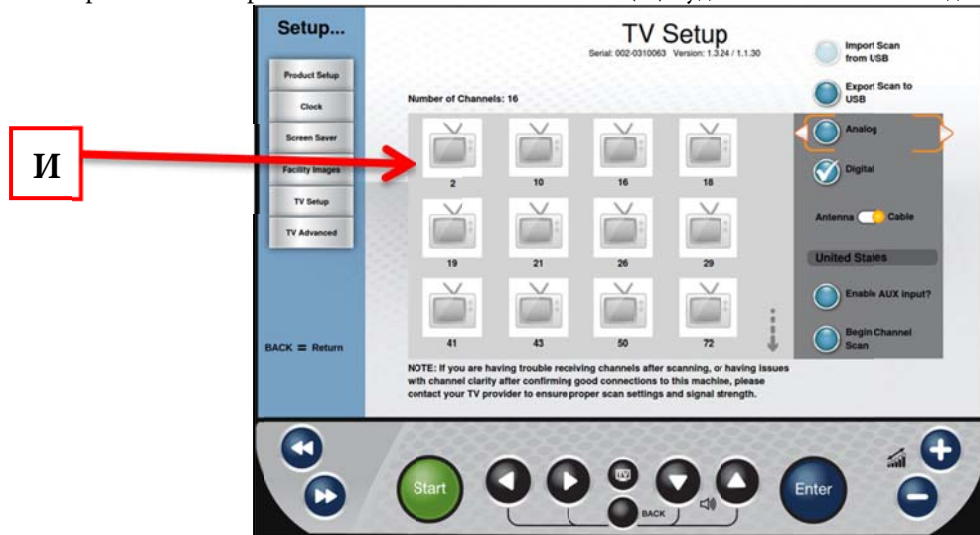 Setup...
TV Setup
Serial: 002-0310063 Version: 1.3.24 / 1.1.30
Import Scan
from USB
Export Scan to
USB
Product Setup
Clock
Screen Saver
Facility Images
TV Setup
TV Advanced
BACK = Return
Number of Channels: 16
2 10 16 18
19 21 26 29
41 43 50 72
Analog
Digital
Antenna Cable
United States
Enable AUX input?
Begin Channel
Scan
NOTE: If you are having trouble receiving channels after scanning, or having issues
with channel clarity after confirming good connections to this machine, please
contact your TV provider to ensure proper scan settings and signal strength.
И
Start
TV
BACK
Enter